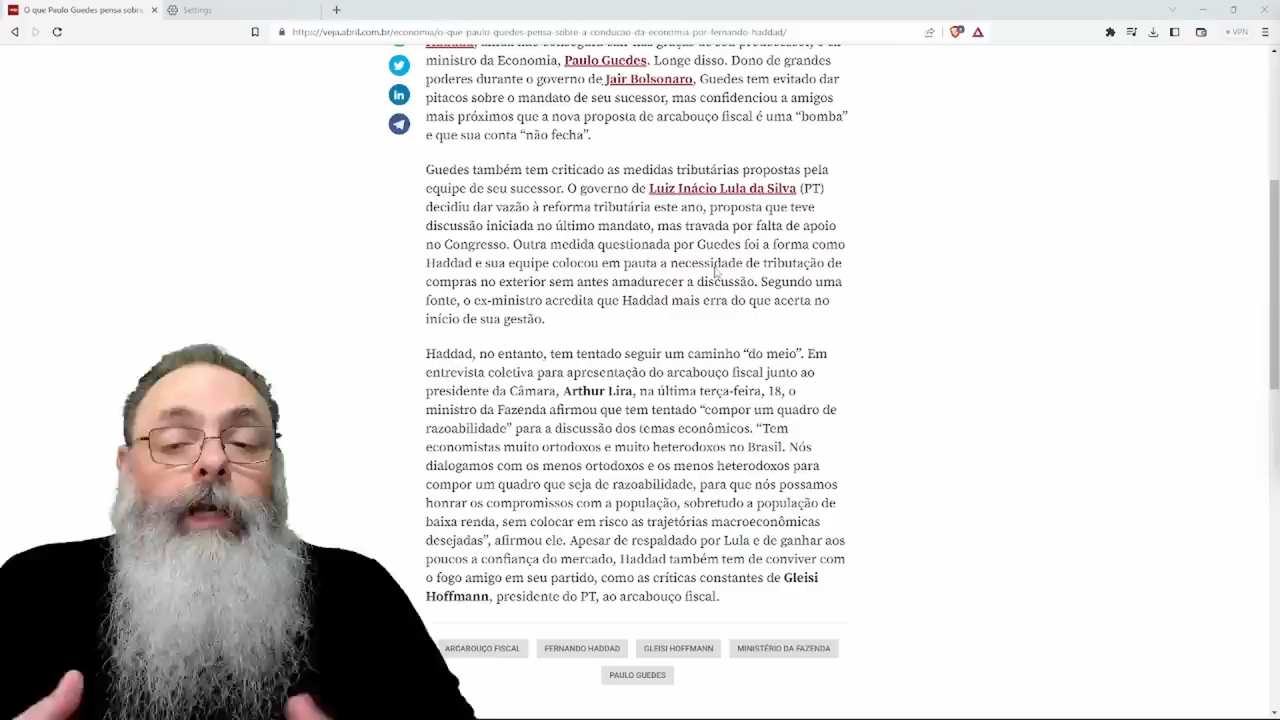 O que Paulo Guedes pensa sobre
Settings
https://veja.abril.com.br/economia/o-que-paulo-guedes-pensa-sobre-a-conducao-da-economia-por-fernando-haddad/
VPN
Haddad, ainda não conseguiu cair nas graças de seu predecessor, o ex-
ministro da Economia, Paulo Guedes. Longe disso. Dono de grandes
poderes durante o governo de Jair Bolsonaro, Guedes tem evitado dar
pitacos sobre o mandato de seu sucessor, mas confidenciou a amigos
mais próximos que a nova proposta de arcabouço fiscal é uma “bomba”
e que sua conta “não fecha”.
Guedes também tem criticado as medidas tributárias propostas pela
equipe de seu sucessor. O governo de Luiz Inácio Lula da Silva (PT)
decidiu dar vazão à reforma tributária este ano, proposta que teve
discussão iniciada no último mandato, mas travada por falta de apoio
no Congresso. Outra medida questionada por Guedes foi a forma como
Haddad e sua equipe colocou em pauta a necessidade de tributação de
compras no exterior sem antes amadurecer a discussão. Segundo uma
fonte, o ex-ministro acredita que Haddad mais erra do que acerta no
início de sua gestão.
Haddad, no entanto, tem tentado seguir um caminho “do meio”. Em
entrevista coletiva para apresentação do arcabouço fiscal junto ao
presidente da Câmara, Arthur Lira, na última terça-feira, 18, o
ministro da Fazenda afirmou que tem tentado “compor um quadro de
razoabilidade” para a discussão dos temas econômicos. “Tem
economistas muito ortodoxos e muito heterodoxos no Brasil. Nós
dialogamos com os menos ortodoxos e os menos heterodoxos para
compor um quadro que seja de razoabilidade, para que nós possamos
honrar os compromissos com a população, sobretudo a população de
baixa renda, sem colocar em risco as trajetórias macroeconômicas
desejadas”, afirmou ele. Apesar de respaldado por Lula e de ganhar aos
poucos a confiança do mercado, Haddad também tem de conviver com
o fogo amigo em seu partido, como as críticas constantes de Gleisi
Hoffmann, presidente do PT, ao arcabouço fiscal.
ARCABOUÇO FISCAL FERNANDO HADDAD GLEISI HOFFMANN MINISTÉRIO DA FAZENDA
PAULO GUEDES